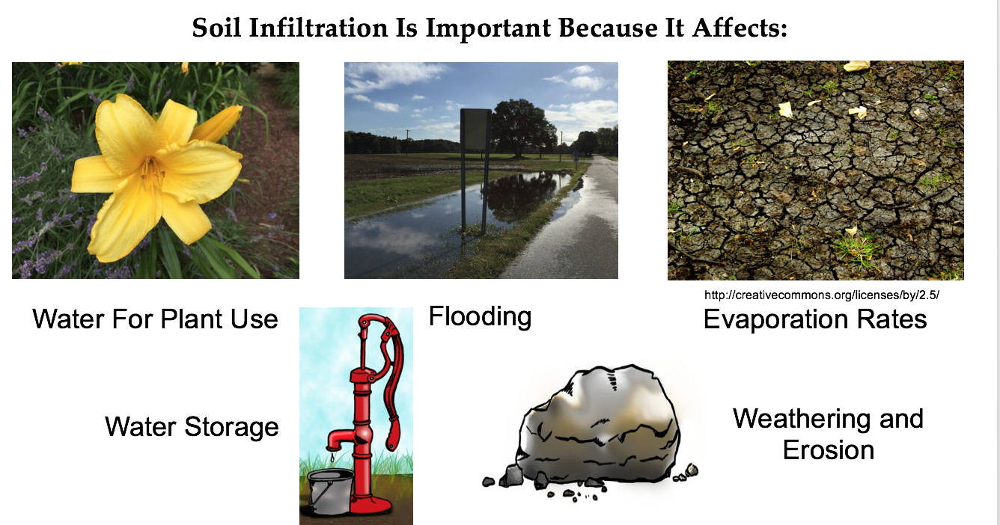 Soil Infiltration Is Important Because It Affects:
http://creativecommons.org/licenses/by/2.5/
Water For Plant Use
Flooding
Evaporation Rates
Water Storage
Weathering and
Erosion